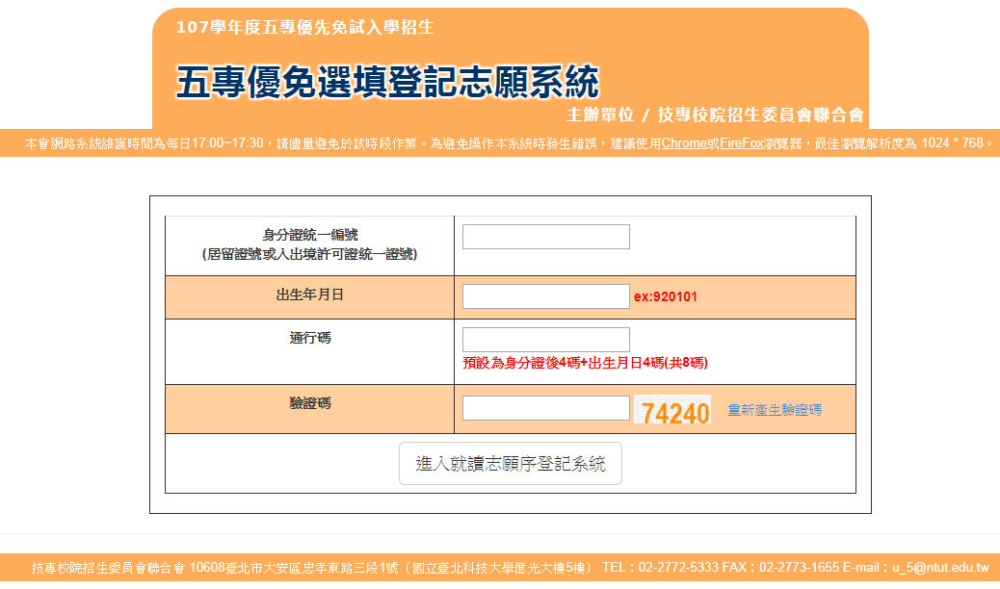 107學年度五專優先免試入學招生
五專優免選填登記志願系統
主辦單位 / 技專校院招生委員會聯合會
本會網路系統維護時間為每日17:00~17:30，請儘量避免於該時段作業。為避免操作本系統時發生錯誤，建議使用Chrome或FireFox瀏覽器，最佳瀏覽解析度為 1024 * 768。
身分證統一編號
(居留證號或入出境許可證統一證號)
出生年月日
ex:920101
通行碼
預設為身分證後4碼+出生月日4碼(共8碼)
驗證碼
74240 重新產生驗證碼
進入就讀志願序登記系統
技專校院招生委員會聯合會 10608臺北市大安區忠孝東路三段1號〔國立臺北科技大學億光大樓5樓〕 TEL：02-2772-5333 FAX：02-2773-1655 E-mail：u_5@ntut.edu.tw